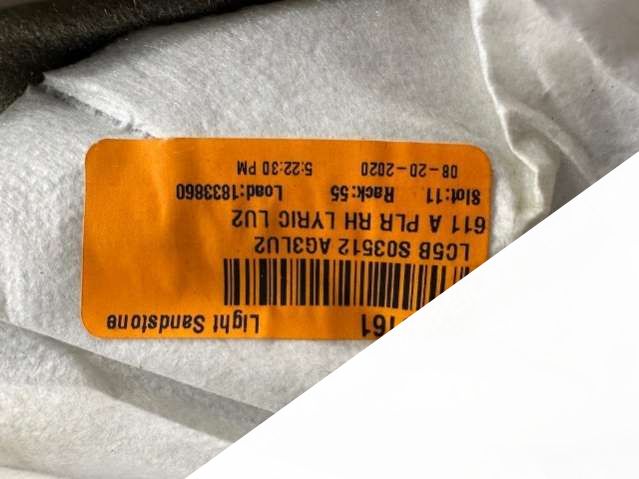 161 Light Sandstone
LC5B S03512 AG3LU2
611 A PLR RH LYRIC LU2
Slot:11 Rack:55 Load:1833860
08-20-2020 5:22:30 PM